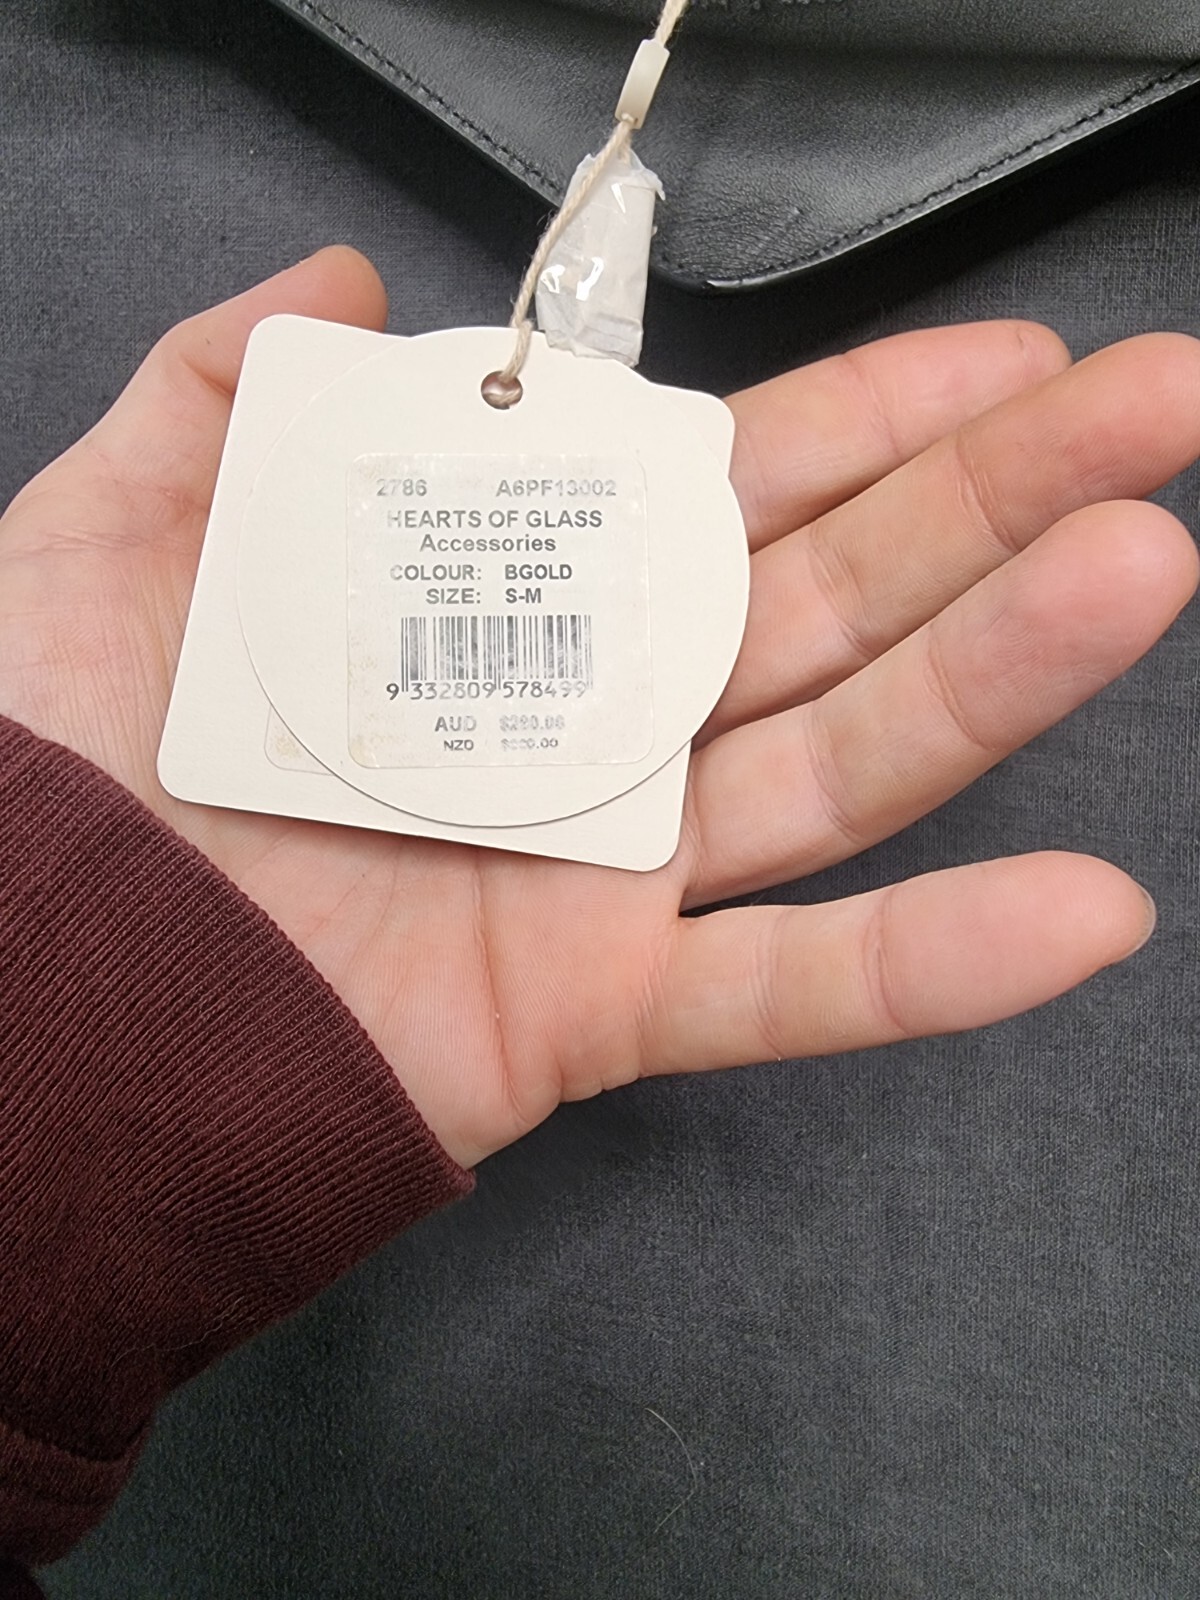 2786 A6PF13002
HEARTS OF GLASS
Accessories
COLOUR: BGOLD
SIZE: S-M
9 332809 578499
AUD
NZD